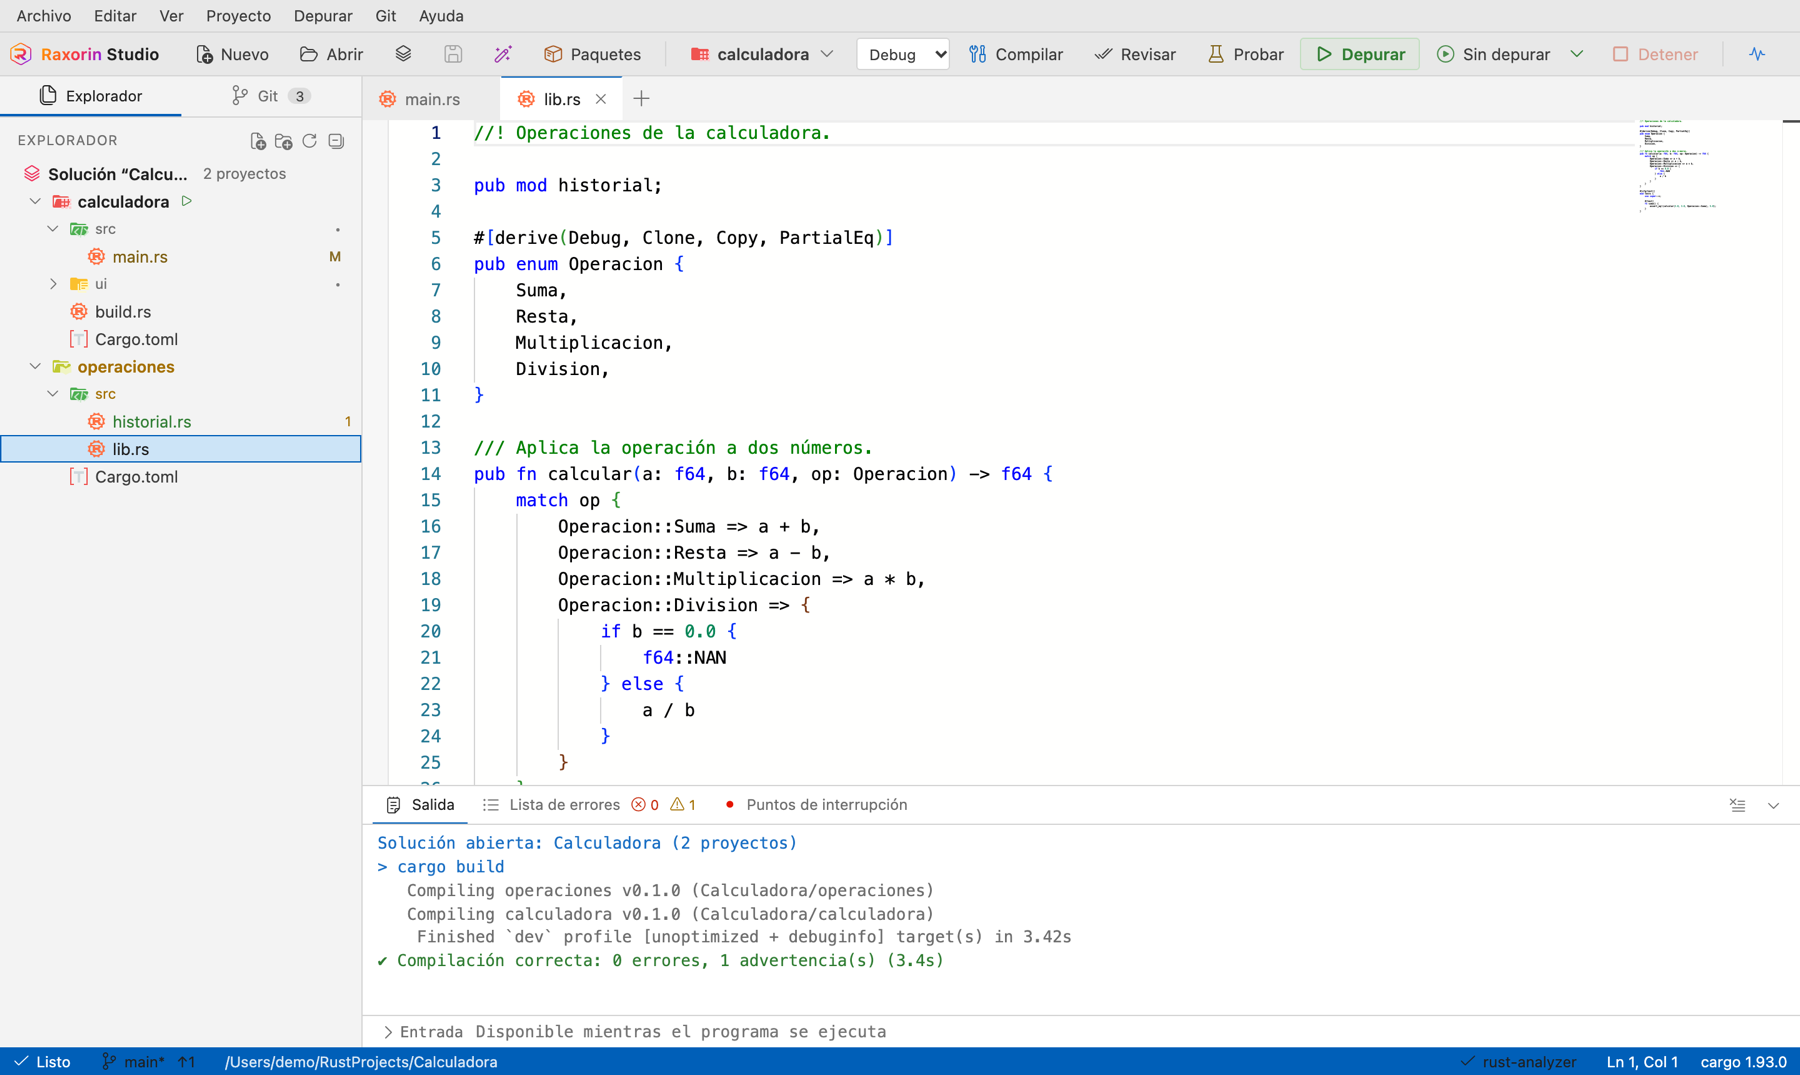 Archivo Editar Ver Proyecto Depurar Git Ayuda
Raxorin Studio Nuevo Abrir Paquetes calculadora Debug Compilar Revisar Probar Depurar Sin depurar Detener
Explorador Git 3
main.rs lib.rs
EXPLORADOR
Solución “Calcu... 2 proyectos
calculadora
src
main.rs M
ui
build.rs
Cargo.toml
operaciones
src
historial.rs 1
lib.rs
Cargo.toml
1 //! Operaciones de la calculadora.
2
3 pub mod historial;
4
5 #[derive(Debug, Clone, Copy, PartialEq)]
6 pub enum Operacion {
7 Suma,
8 Resta,
9 Multiplicacion,
10 Division,
11 }
12
13 /// Aplica la operación a dos números.
14 pub fn calcular(a: f64, b: f64, op: Operacion) -> f64 {
15 match op {
16 Operacion::Suma => a + b,
17 Operacion::Resta => a - b,
18 Operacion::Multiplicacion => a * b,
19 Operacion::Division => {
20 if b == 0.0 {
21 f64::NAN
22 } else {
23 a / b
24 }
25 }
26 }
Salida Lista de errores 0 1 Puntos de interrupción
Solución abierta: Calculadora (2 proyectos)
> cargo build
Compiling operaciones v0.1.0 (Calculadora/operaciones)
Compiling calculadora v0.1.0 (Calculadora/calculadora)
Finished `dev` profile [unoptimized + debuginfo] target(s) in 3.42s
✔ Compilación correcta: 0 errores, 1 advertencia(s) (3.4s)
Entrada Disponible mientras el programa se ejecuta
Listo main* ↑1 /Users/demo/RustProjects/Calculadora rust-analyzer Ln 1, Col 1 cargo 1.93.0